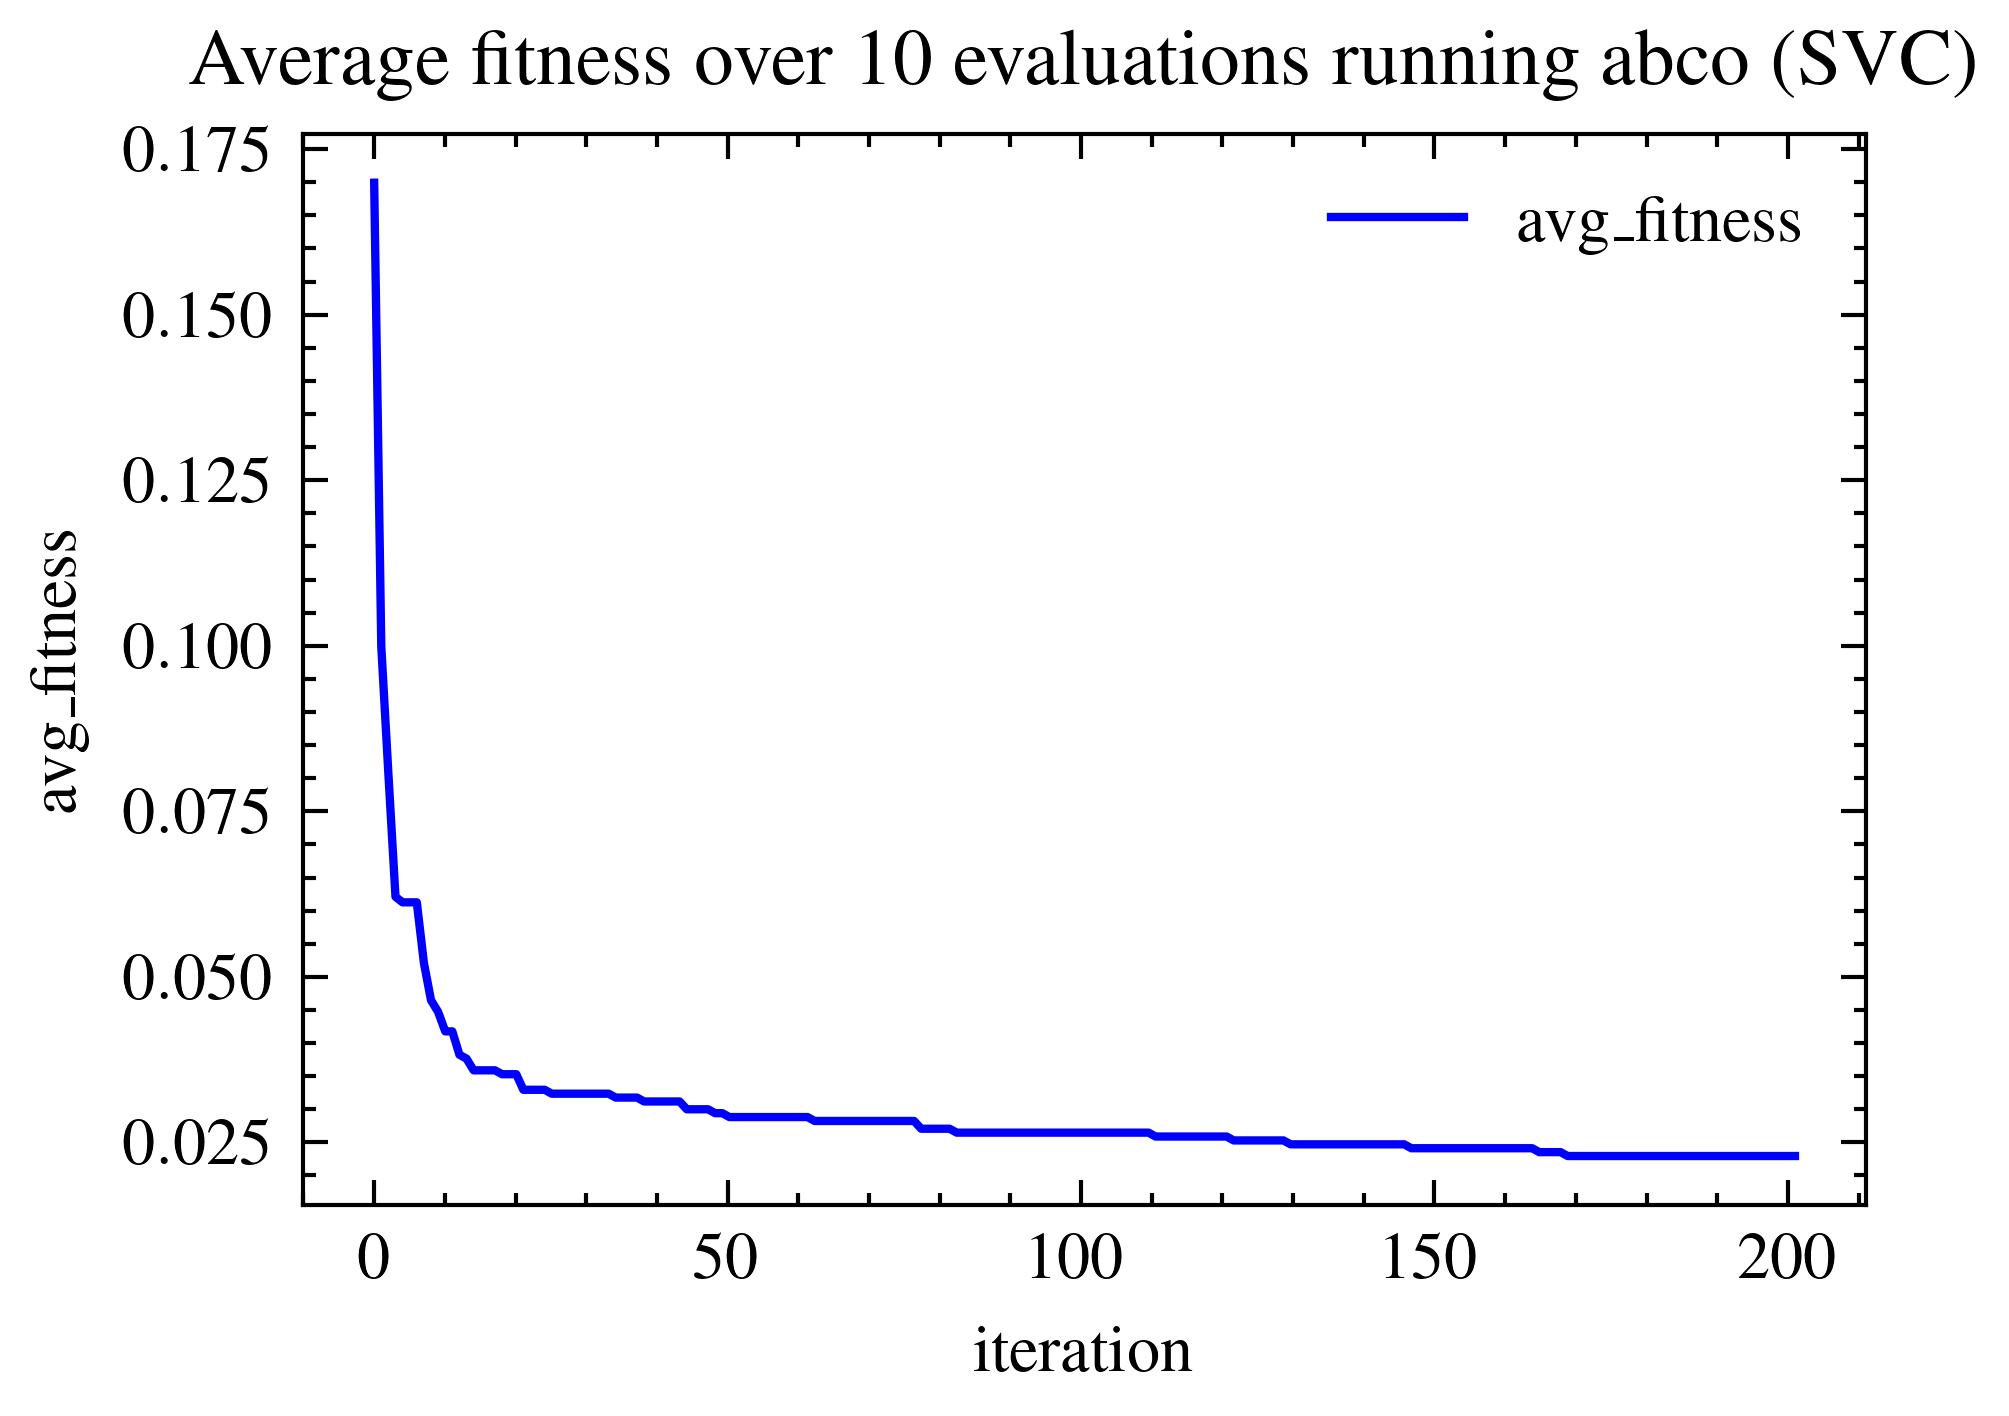 Average fitness over 10 evaluations running abco (SVC)
avg_fitness
0.175
0.150
0.125
0.100
0.075
0.050
0.025
avg_fitness
0 50 100 150 200
iteration